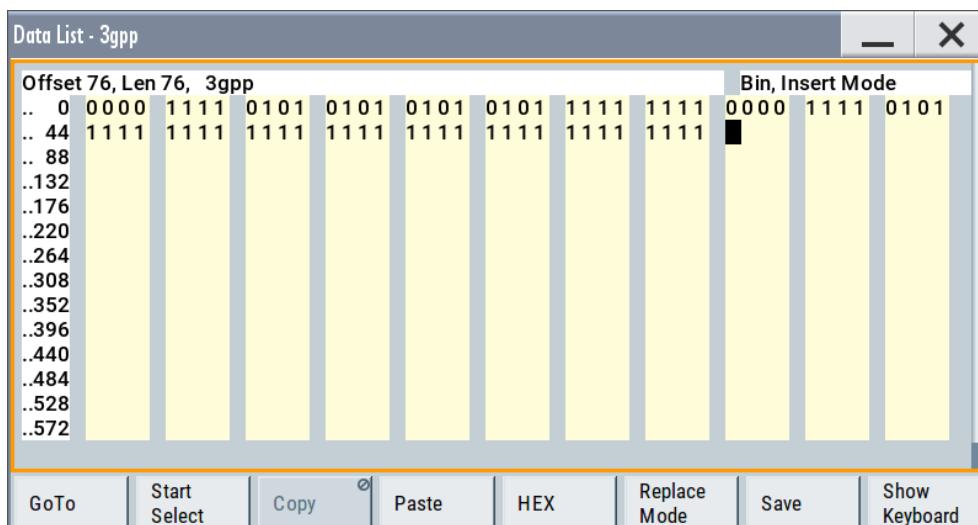 Data List - 3gpp
Offset 76, Len 76, 3gpp Bin, Insert Mode
.. 0 0000 1111 0101 0101 0101 0101 1111 1111 0000 1111 0101
.. 44 1111 1111 1111 1111 1111 1111 1111 1111
.. 88
..132
..176
..220
..264
..308
..352
..396
..440
..484
..528
..572
GoTo Start Select Copy Paste HEX Replace Mode Save Show Keyboard